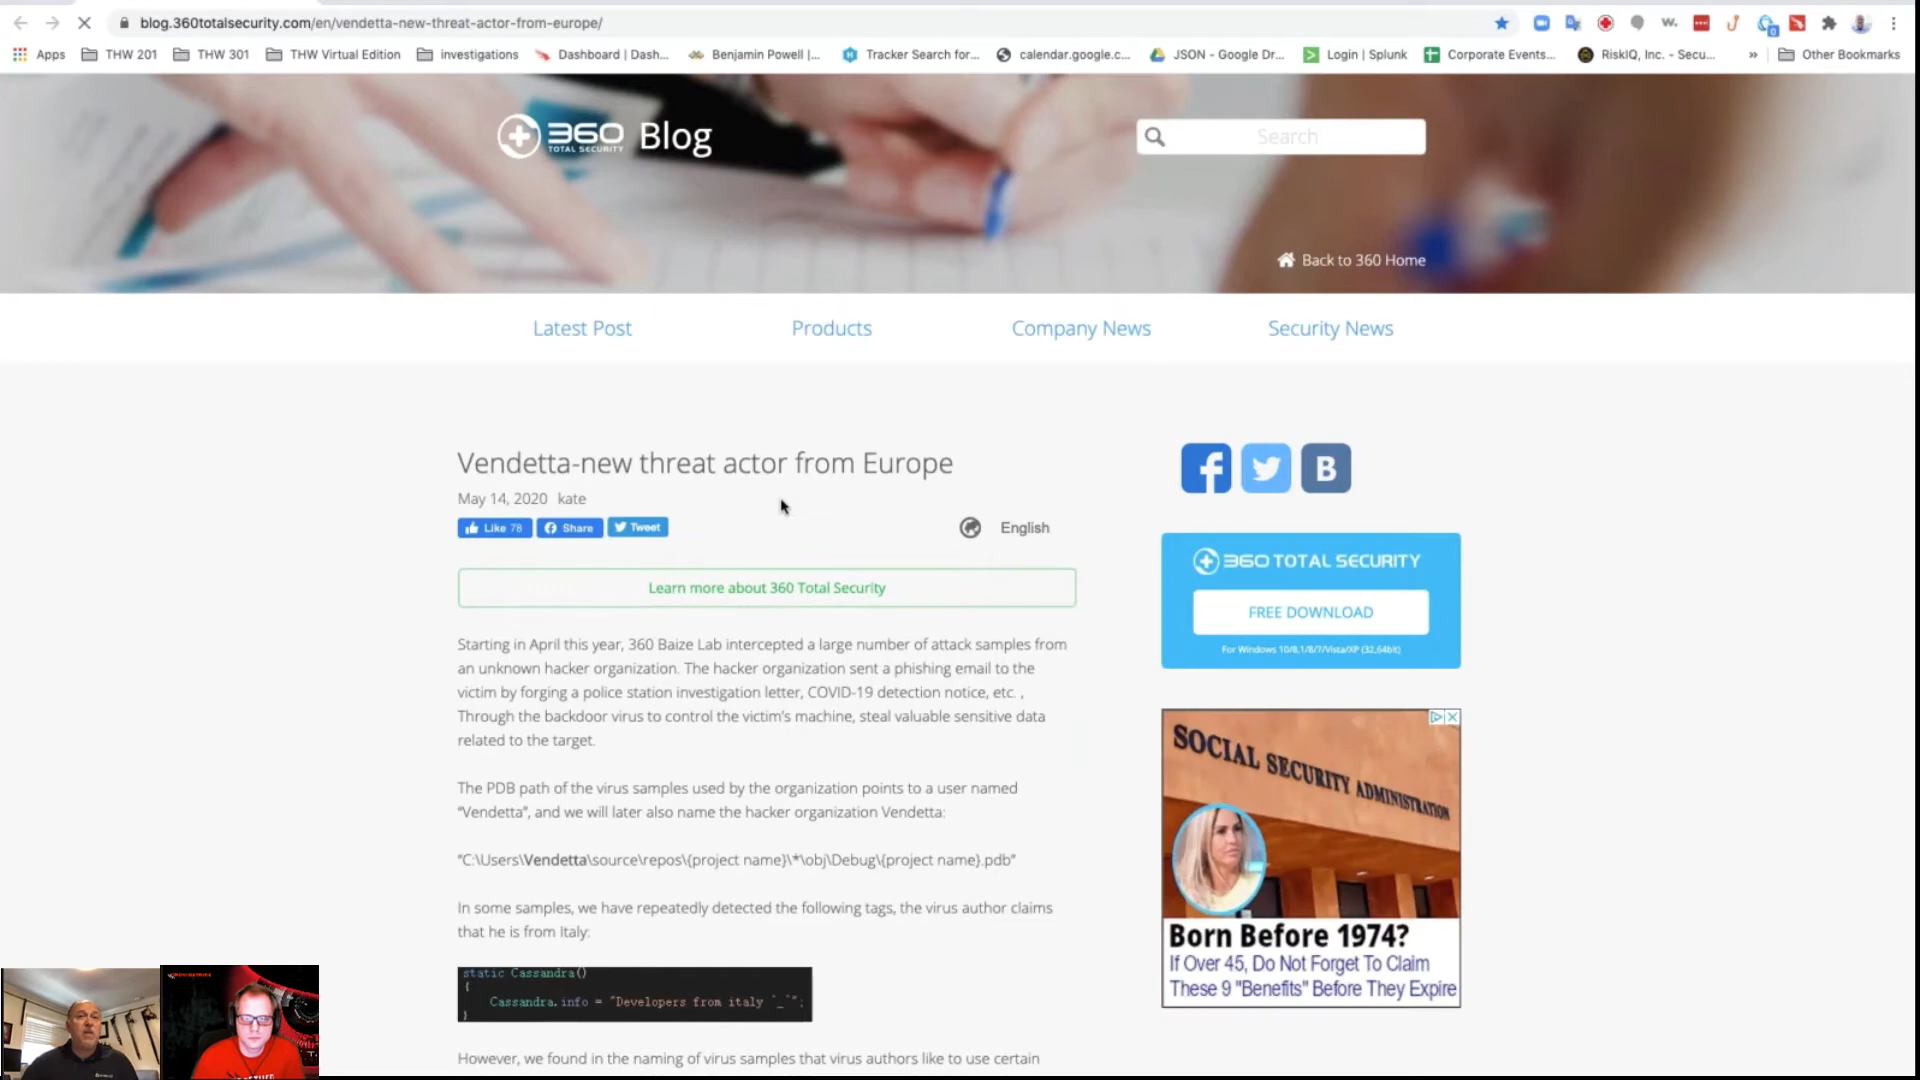 blog.360totalsecurity.com/en/vendetta-new-threat-actor-from-europe/
Apps THW 201 THW 301 THW Virtual Edition investigations Dashboard | Dash... Benjamin Powell |... Tracker Search for... calendar.google.c... JSON - Google Dr... Login | Splunk Corporate Events... RiskIQ, Inc. - Secu... » Other Bookmarks
360 TOTAL SECURITY Blog
Search
Back to 360 Home
Latest Post Products Company News Security News
Vendetta-new threat actor from Europe
May 14, 2020 kate
Like 78 Share Tweet
English
Learn more about 360 Total Security
Starting in April this year, 360 Baize Lab intercepted a large number of attack samples from
an unknown hacker organization. The hacker organization sent a phishing email to the
victim by forging a police station investigation letter, COVID-19 detection notice, etc. ,
Through the backdoor virus to control the victim's machine, steal valuable sensitive data
related to the target.
The PDB path of the virus samples used by the organization points to a user named
"Vendetta", and we will later also name the hacker organization Vendetta:
"C:\Users\Vendetta\source\repos\{project name}\*\obj\Debug\{project name}.pdb"
In some samples, we have repeatedly detected the following tags, the virus author claims
that he is from Italy:
static Cassandra()
{
Cassandra.info = "Developers from italy ˋ_ˊ";
}
However, we found in the naming of virus samples that virus authors like to use certain
360 TOTAL SECURITY
FREE DOWNLOAD
For Windows 10/8.1/8/7/Vista/XP (32,64bit)
SOCIAL SECURITY ADMINISTRATION
Born Before 1974?
If Over 45, Do Not Forget To Claim
These 9 "Benefits" Before They Expire